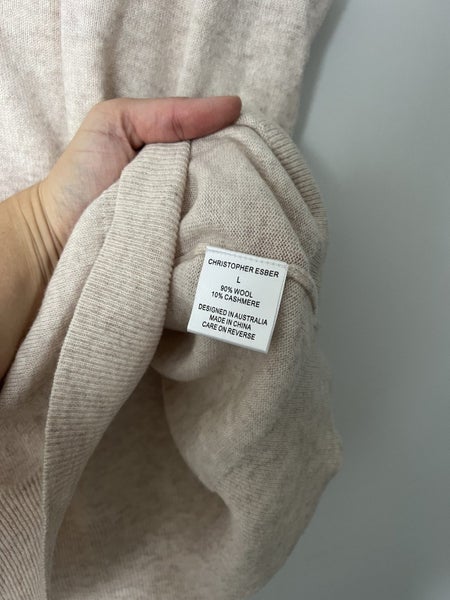 CHRISTOPHER ESBER
L
90% WOOL
10% CASHMERE
DESIGNED IN AUSTRALIA
MADE IN CHINA
CARE ON REVERSE